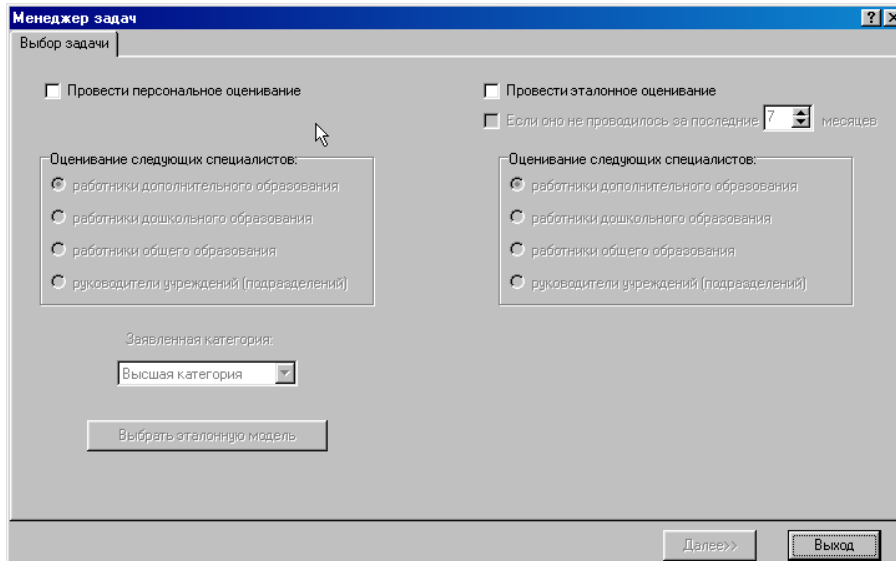 Менеджер задач
Выбор задачи
Провести персональное оценивание
Оценивание следующих специалистов:
работники дополнительного образования
работники дошкольного образования
работники общего образования
руководители учреждений (подразделений)
Заявленная категория:
Высшая категория
Выбрать эталонную модель
Провести эталонное оценивание
Если оно не проводилось за последние 7 месяцев
Оценивание следующих специалистов:
работники дополнительного образования
работники дошкольного образования
работники общего образования
руководители учреждений (подразделений)
Далее>>
Выход